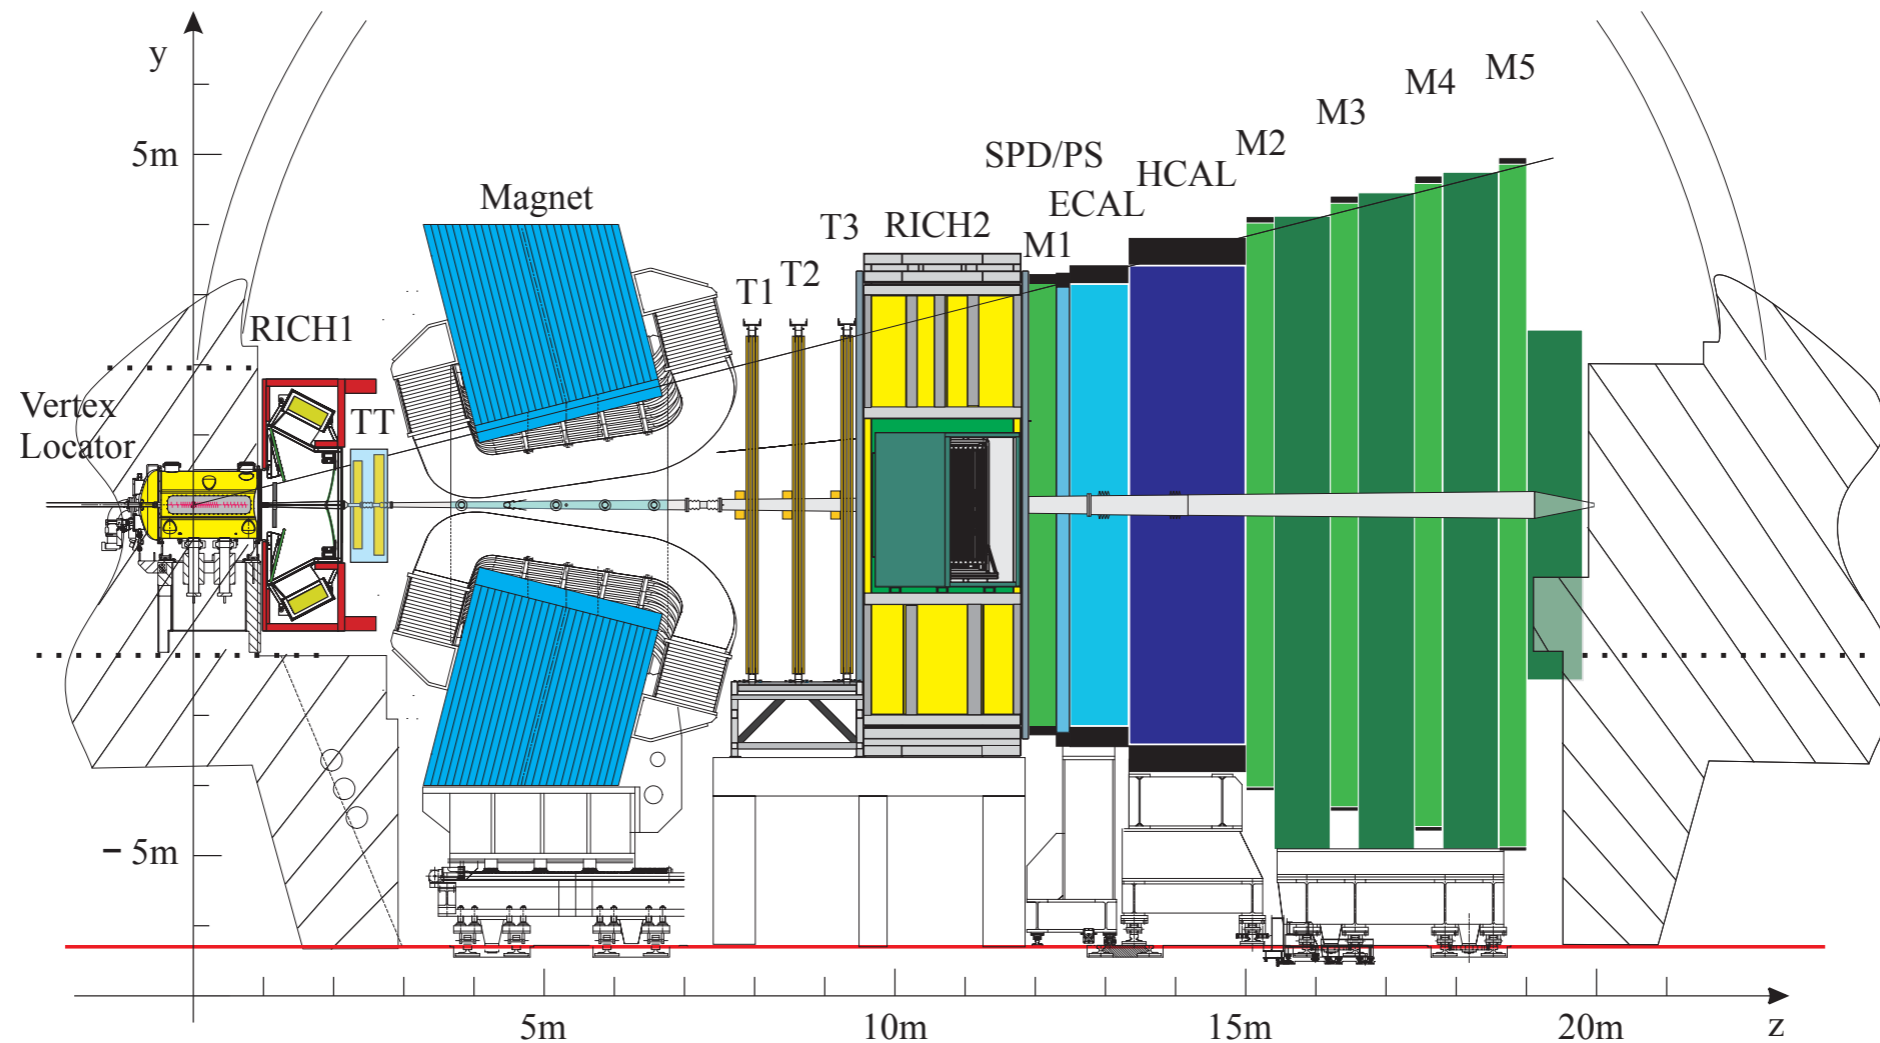 y
5m
Magnet
RICH1
Vertex
Locator
TT
T1
T2
T3
RICH2
M1
SPD/PS
ECAL
HCAL
M2
M3
M4
M5
− 5m
5m
10m
15m
20m
z